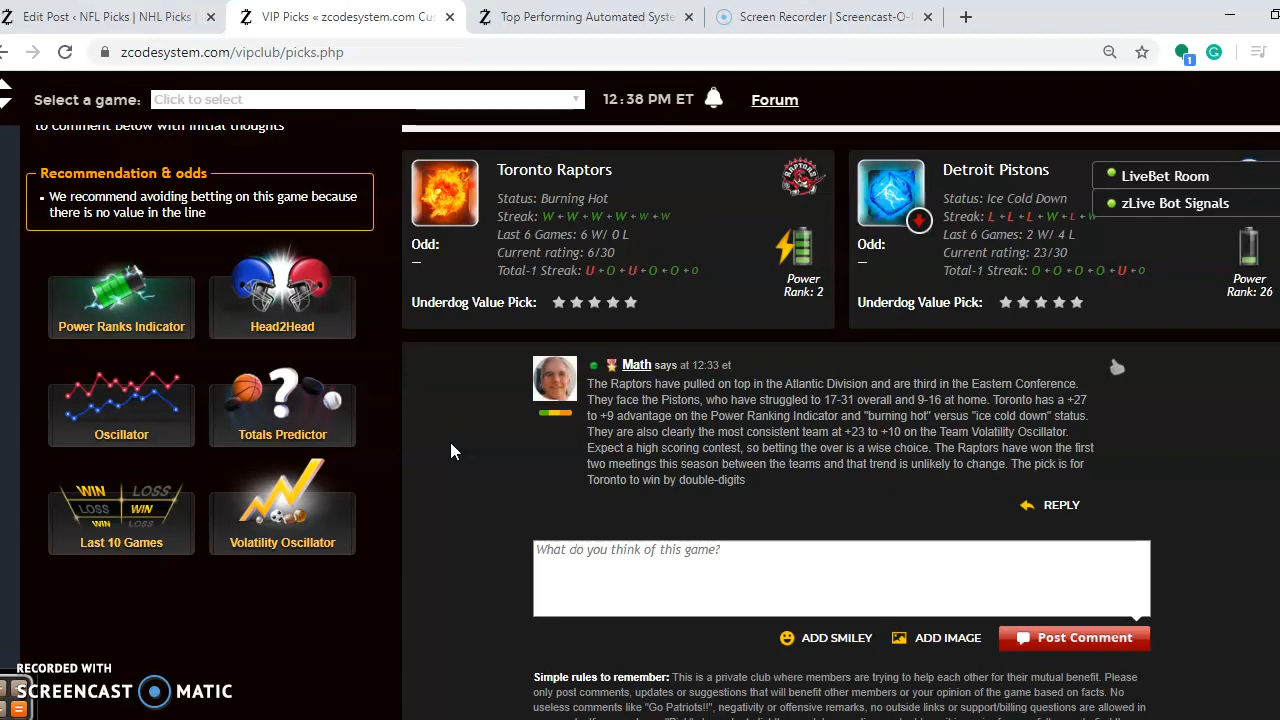 Edit Post ‹ NFL Picks | NHL Picks |
VIP Picks « zcodesystem.com Cus
Top Performing Automated Syste
Screen Recorder | Screencast-O-
zcodesystem.com/vipclub/picks.php
1
Select a game:
Click to select
12:38 PM ET
Forum
to comment below with initial thoughts
Recommendation & odds
We recommend avoiding betting on this game because
there is no value in the line
Power Ranks Indicator
Head2Head
Oscillator
Totals Predictor
WIN LOSS
LOSS WIN
WIN LOSS
Last 10 Games
Volatility Oscillator
Toronto Raptors
RAPTORS
Status: Burning Hot
Streak: W + W + W + W + W + W
Last 6 Games: 6 W/ 0 L
Odd:
—
Current rating: 6/30
Total-1 Streak: U + O + U + O + O + O
Underdog Value Pick:
Power
Rank: 2
Detroit Pistons
LiveBet Room
zLive Bot Signals
Status: Ice Cold Down
Streak: L + L + L + W + L + W
Last 6 Games: 2 W/ 4 L
Odd:
—
Current rating: 23/30
Total-1 Streak: O + O + O + O + U + O
Underdog Value Pick:
Power
Rank: 26
Math says at 12:33 et
The Raptors have pulled on top in the Atlantic Division and are third in the Eastern Conference.
They face the Pistons, who have struggled to 17-31 overall and 9-16 at home. Toronto has a +27
to +9 advantage on the Power Ranking Indicator and "burning hot" versus "ice cold down" status.
They are also clearly the most consistent team at +23 to +10 on the Team Volatility Oscillator.
Expect a high scoring contest, so betting the over is a wise choice. The Raptors have won the first
two meetings this season between the teams and that trend is unlikely to change. The pick is for
Toronto to win by double-digits
REPLY
What do you think of this game?
ADD SMILEY
ADD IMAGE
Post Comment
Simple rules to remember: This is a private club where members are trying to help each other for their mutual benefit. Please
only post comments, updates or suggestions that will benefit other members or your opinion of the game based on facts. No
useless comments like "Go Patriots!!", negativity or offensive remarks, no outside links or support/billing questions are allowed in
RECORDED WITH
SCREENCAST MATIC